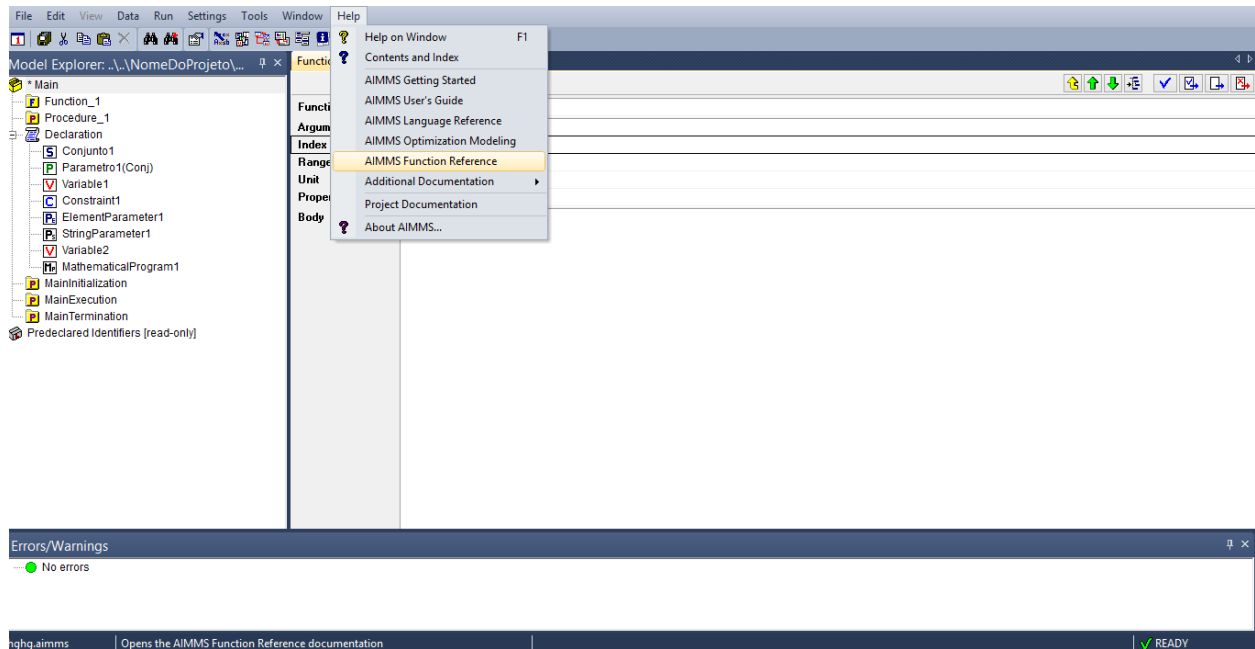 File Edit View Data Run Settings Tools Window Help
Model Explorer: ..\..\NomeDoProjeto\...
* Main
Function_1
Procedure_1
Declaration
Conjunto1
Parametro1(Conj)
Variable1
Constraint1
ElementParameter1
StringParameter1
Variable2
MathematicalProgram1
MainInitialization
MainExecution
MainTermination
Predeclared Identifiers [read-only]
Functi
Functi
Argum
Index
Range
Unit
Proper
Body
Help on Window F1
Contents and Index
AIMMS Getting Started
AIMMS User's Guide
AIMMS Language Reference
AIMMS Optimization Modeling
AIMMS Function Reference
Additional Documentation
Project Documentation
About AIMMS...
Errors/Warnings
No errors
hghg.aimms Opens the AIMMS Function Reference documentation READY